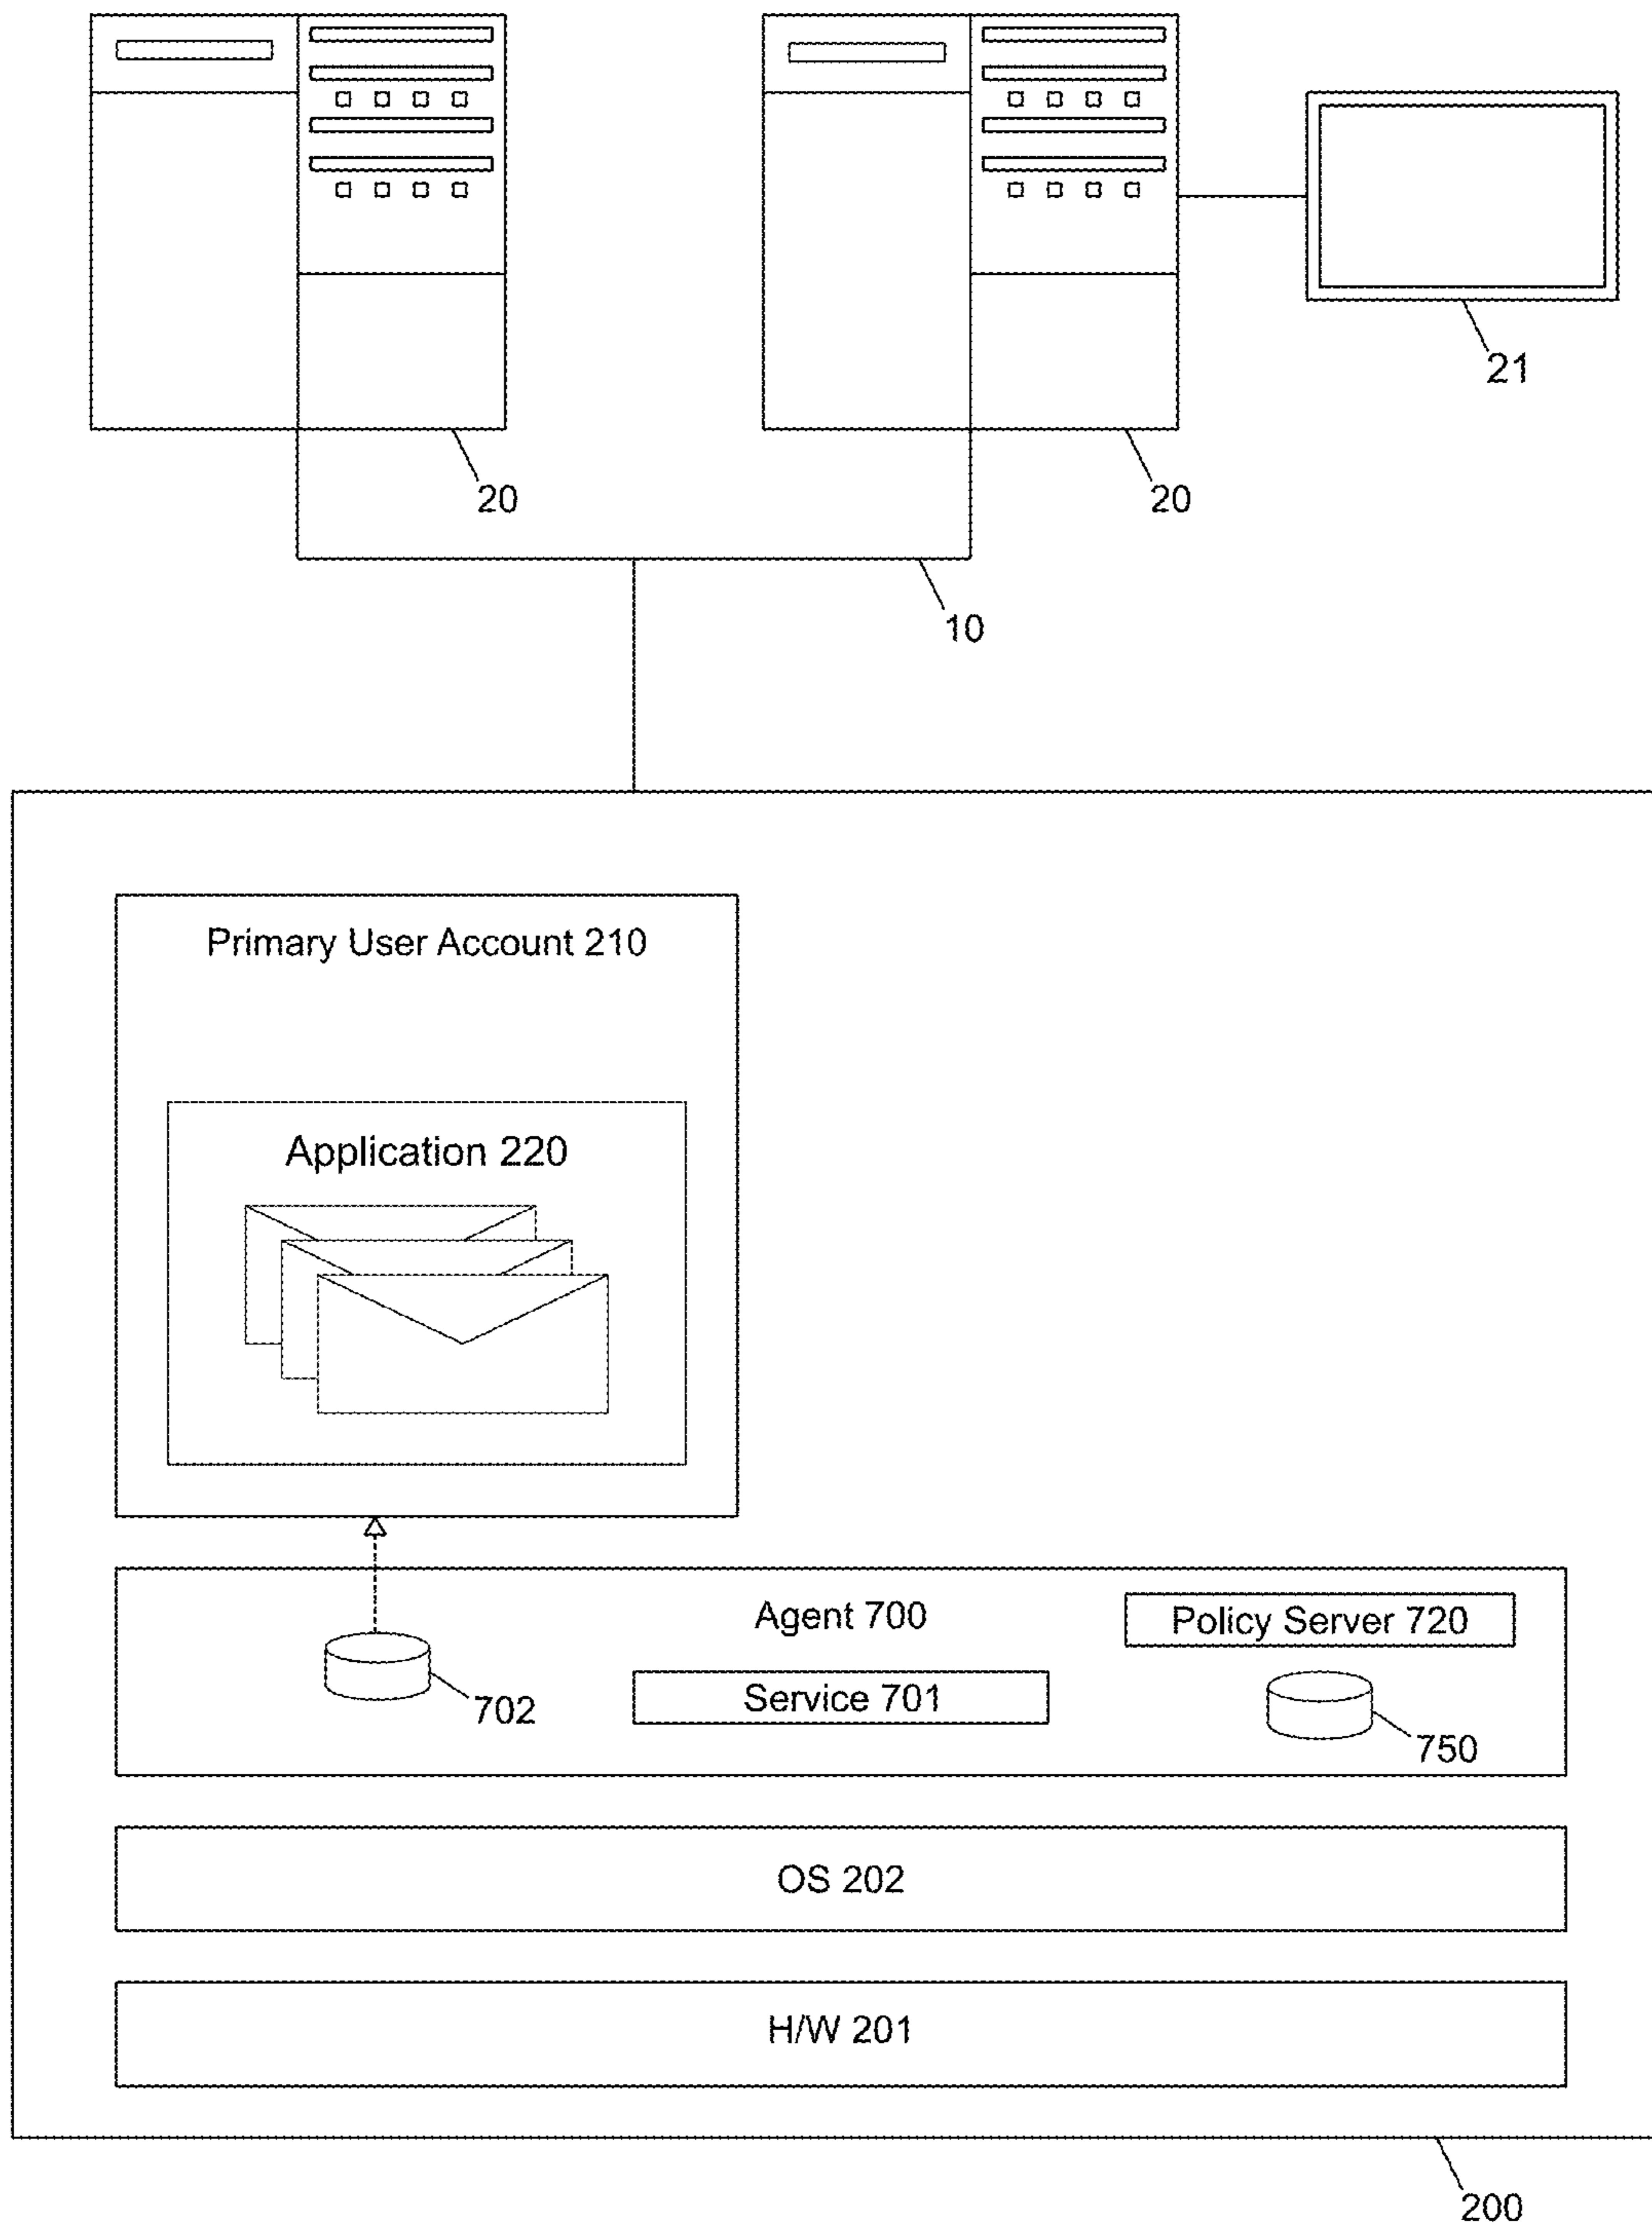 21
20
20
10
Primary User Account 210
Application 220
Agent 700
Policy Server 720
Service 701
702
750
OS 202
H/W 201
200